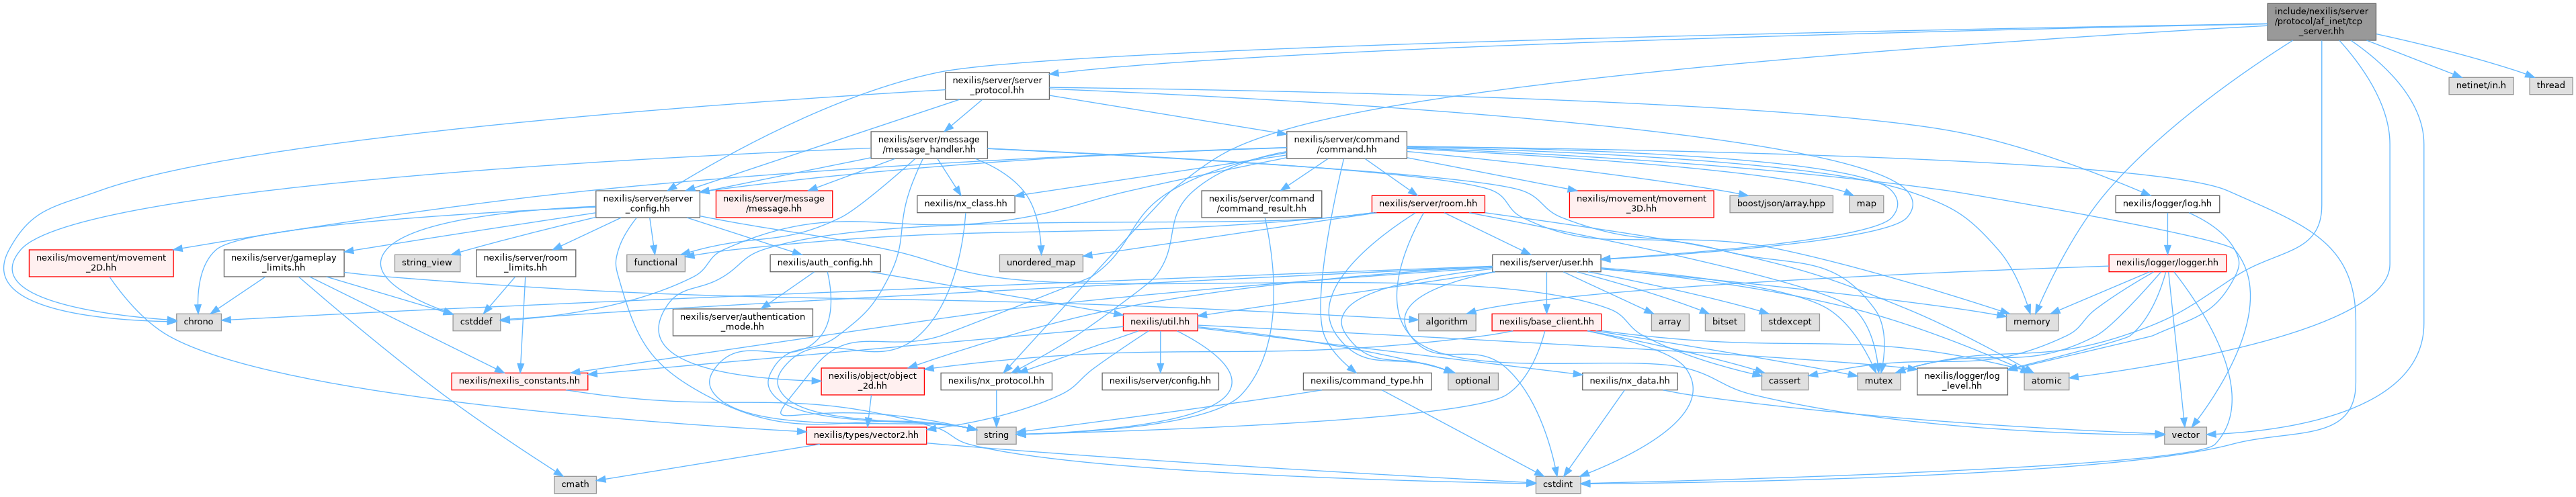 include/nexilis/server
/protocol/af_inet/tcp
_server.hh
nexilis/server/server
_protocol.hh
netinet/in.h
thread
nexilis/server/message
/message_handler.hh
nexilis/server/command
/command.hh
nexilis/server/server
_config.hh
nexilis/server/message
/message.hh
nexilis/nx_class.hh
nexilis/server/command
/command_result.hh
nexilis/server/room.hh
nexilis/movement/movement
_3D.hh
boost/json/array.hpp
map
nexilis/logger/log.hh
nexilis/movement/movement
_2D.hh
nexilis/server/gameplay
_limits.hh
string_view
nexilis/server/room
_limits.hh
functional
nexilis/auth_config.hh
unordered_map
nexilis/server/user.hh
nexilis/logger/logger.hh
chrono
cstddef
nexilis/server/authentication
_mode.hh
algorithm
nexilis/util.hh
nexilis/base_client.hh
array
bitset
stdexcept
memory
nexilis/nexilis_constants.hh
nexilis/object/object
_2d.hh
nexilis/nx_protocol.hh
nexilis/server/config.hh
nexilis/command_type.hh
optional
nexilis/nx_data.hh
cassert
mutex
nexilis/logger/log
_level.hh
atomic
nexilis/types/vector2.hh
string
vector
cmath
cstdint